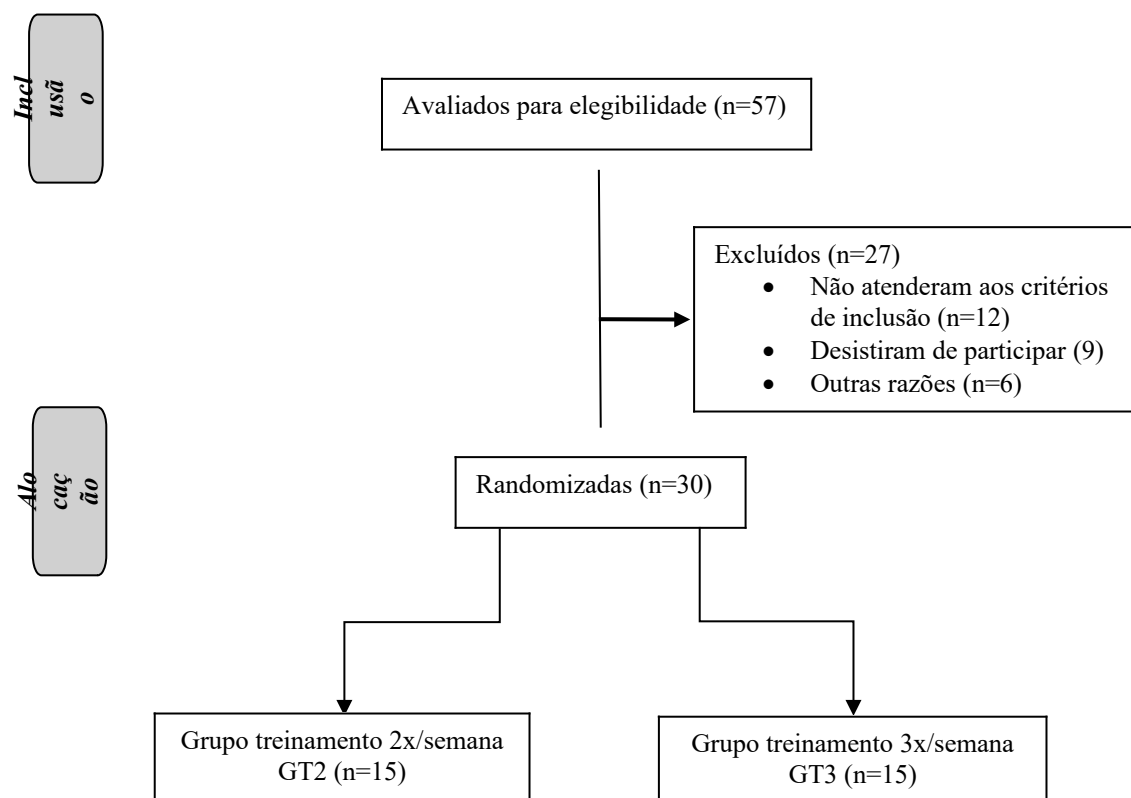 Incl
usã
o
Avaliados para elegibilidade (n=57)
Excluídos (n=27)
• Não atenderam aos critérios
de inclusão (n=12)
• Desistiram de participar (9)
• Outras razões (n=6)
Alo
caç
ão
Randomizadas (n=30)
Grupo treinamento 2x/semana
GT2 (n=15)
Grupo treinamento 3x/semana
GT3 (n=15)